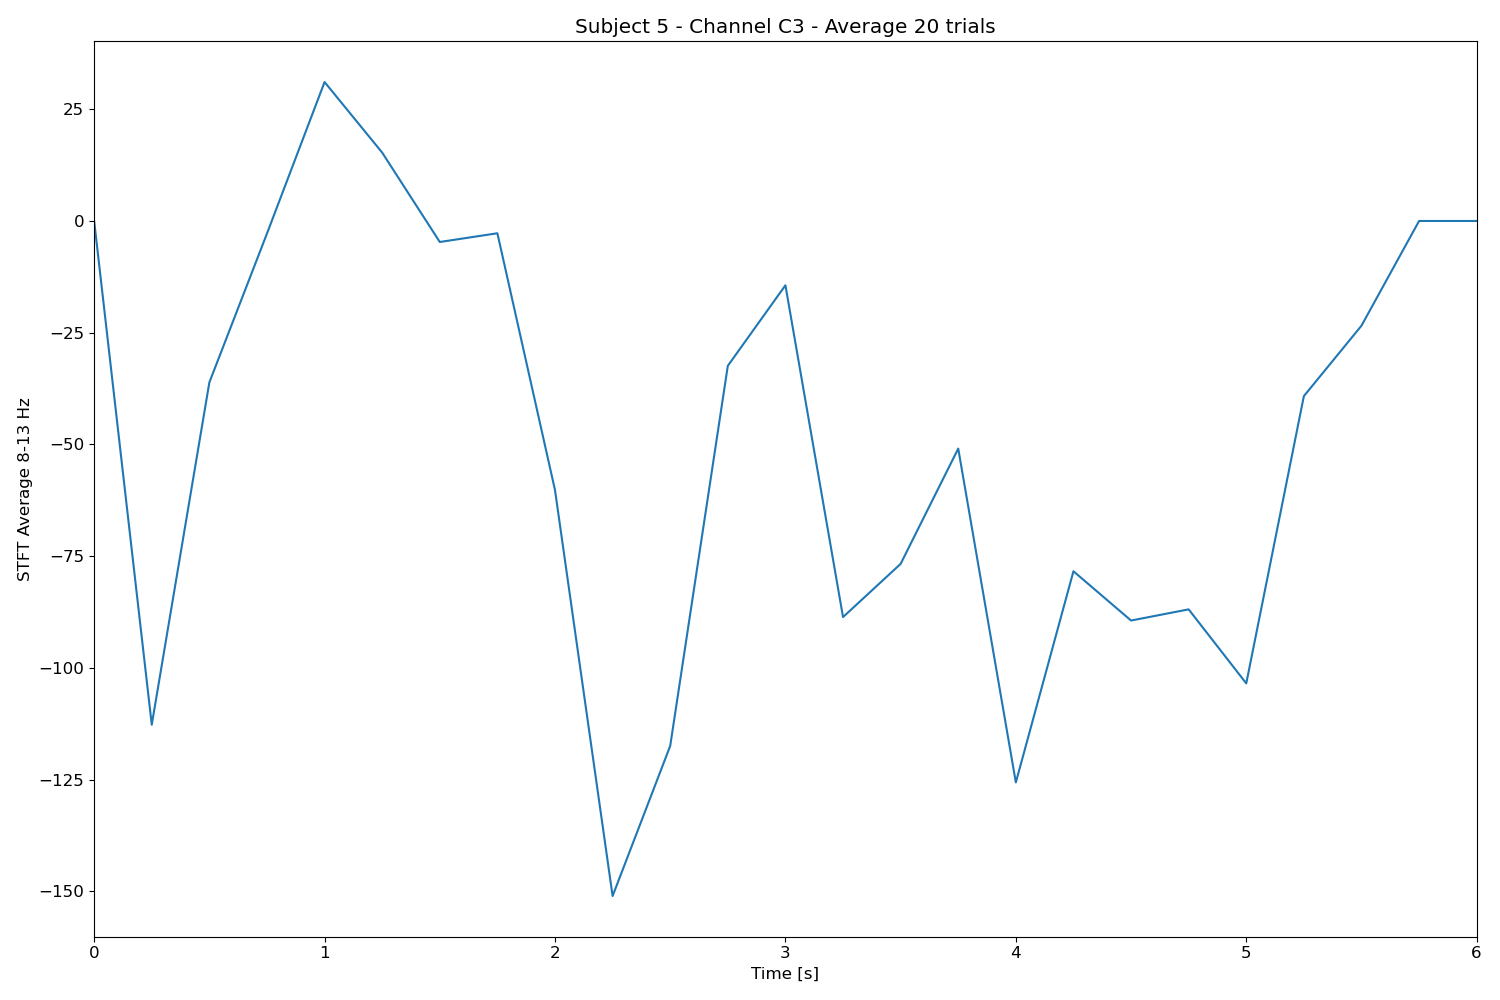 Subject 5 - Channel C3 - Average 20 trials
STFT Average 8-13 Hz
25
0
−25
−50
−75
−100
−125
−150
0 1 2 3 4 5 6
Time [s]